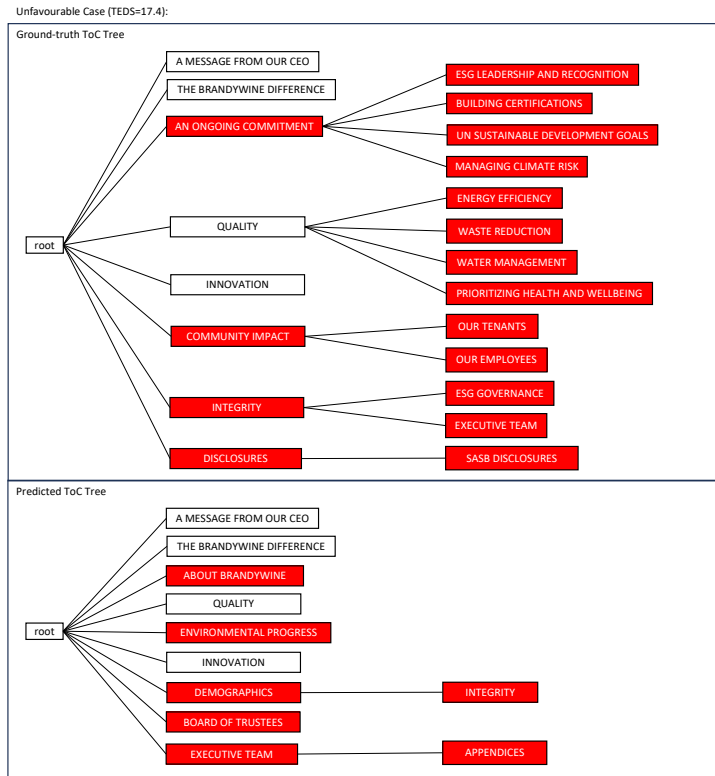 Unfavourable Case (TEDS=17.4):
Ground-truth ToC Tree
A MESSAGE FROM OUR CEO
THE BRANDYWINE DIFFERENCE
AN ONGOING COMMITMENT
ESG LEADERSHIP AND RECOGNITION
BUILDING CERTIFICATIONS
UN SUSTAINABLE DEVELOPMENT GOALS
MANAGING CLIMATE RISK
root
QUALITY
ENERGY EFFICIENCY
WASTE REDUCTION
WATER MANAGEMENT
PRIORITIZING HEALTH AND WELLBEING
INNOVATION
COMMUNITY IMPACT
OUR TENANTS
OUR EMPLOYEES
INTEGRITY
ESG GOVERNANCE
EXECUTIVE TEAM
DISCLOSURES
SASB DISCLOSURES
Predicted ToC Tree
A MESSAGE FROM OUR CEO
THE BRANDYWINE DIFFERENCE
ABOUT BRANDYWINE
QUALITY
root
ENVIRONMENTAL PROGRESS
INNOVATION
DEMOGRAPHICS
INTEGRITY
BOARD OF TRUSTEES
EXECUTIVE TEAM
APPENDICES